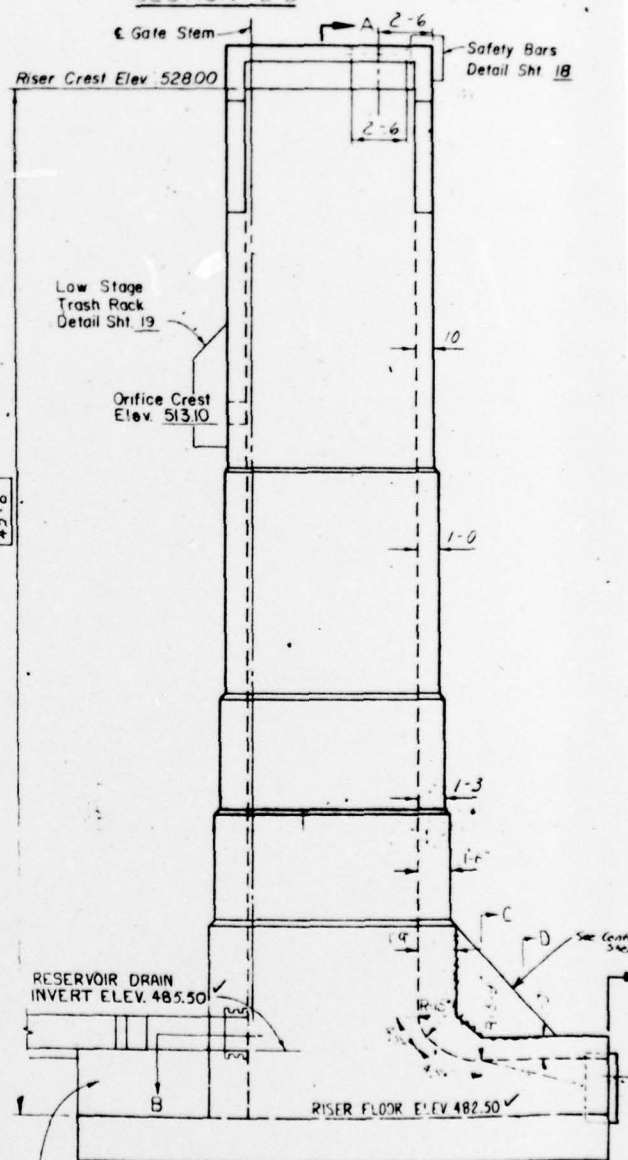 ℄ Gate Stem
A
2-6
Safety Bars
Detail Sht. 18
Riser Crest Elev. 528.00
2-6
Low Stage
Trash Rack
Detail Sht. 19
10
Orifice Crest
Elev. 513.10
1-0
1-3
C
D
See
RESERVOIR DRAIN
INVERT ELEV. 485.50 ✓
B
RISER FLOOR ELEV. 482.50 ✓